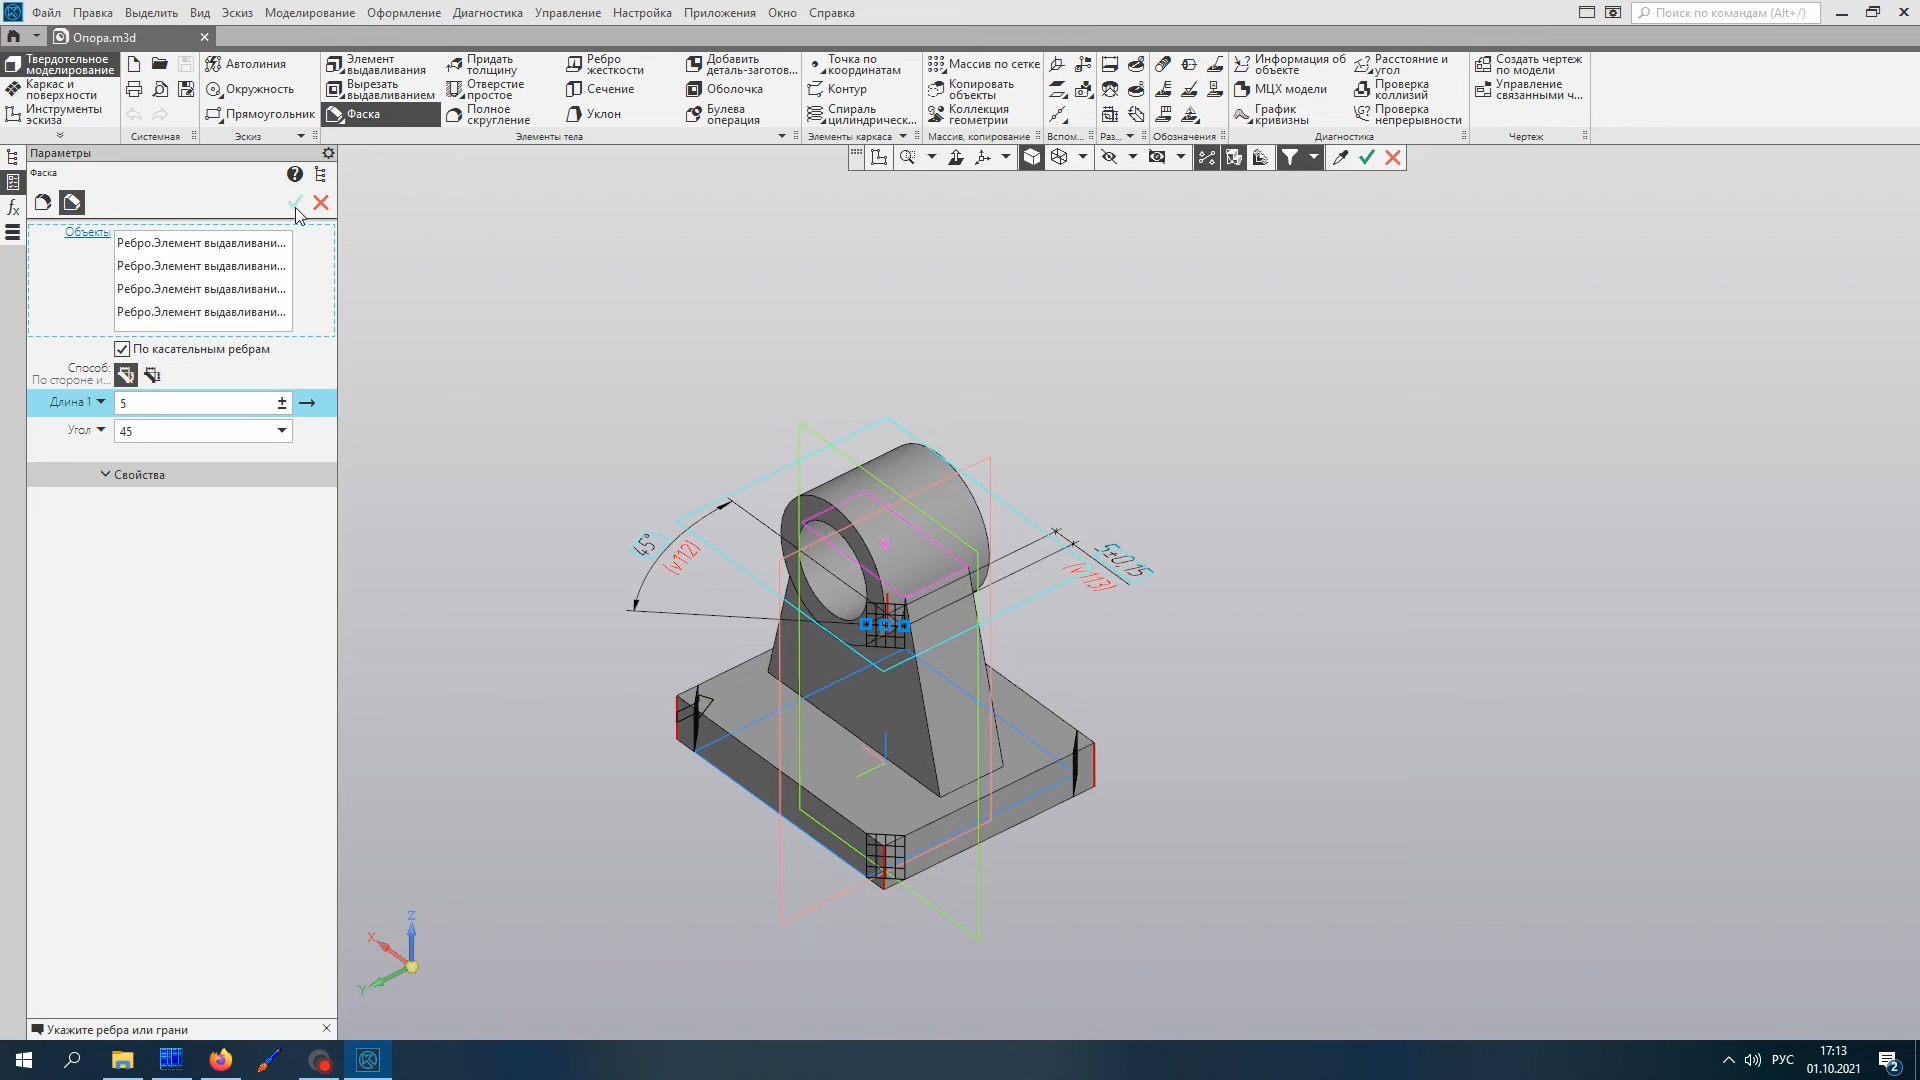 Файл Правка Выделить Вид Эскиз Моделирование Оформление Диагностика Управление Настройка Приложения Окно Справка
Поиск по командам (Alt+/)
Опора.m3d
Твердотельное моделирование
Каркас и поверхности
Инструменты эскиза
Системная
Автолиния
Окружность
Прямоугольник
Эскиз
Элемент выдавливания
Вырезать выдавливанием
Фаска
Придать толщину
Отверстие простое
Полное скругление
Ребро жесткости
Сечение
Уклон
Добавить деталь-заготов...
Оболочка
Булева операция
Элементы тела
Точка по координатам
Контур
Спираль цилиндрическ...
Элементы каркаса
Массив по сетке
Копировать объекты
Коллекция геометрии
Массив, копирование
Вспом...
Раз...
Обозначения
Информация об объекте
МЦХ модели
График кривизны
Расстояние и угол
Проверка коллизий
Проверка непрерывности
Диагностика
Создать чертеж по модели
Управление связанными ч...
Чертеж
Параметры
Фаска
Объекты
Ребро.Элемент выдавливани...
Ребро.Элемент выдавливани...
Ребро.Элемент выдавливани...
Ребро.Элемент выдавливани...
По касательным ребрам
Способ:
По стороне и...
Длина 1
5
Угол
45
Свойства
45°
(v112)
5±0,15
(v113)
Z
X
Y
Укажите ребра или грани
РУС
17:13
01.10.2021
2